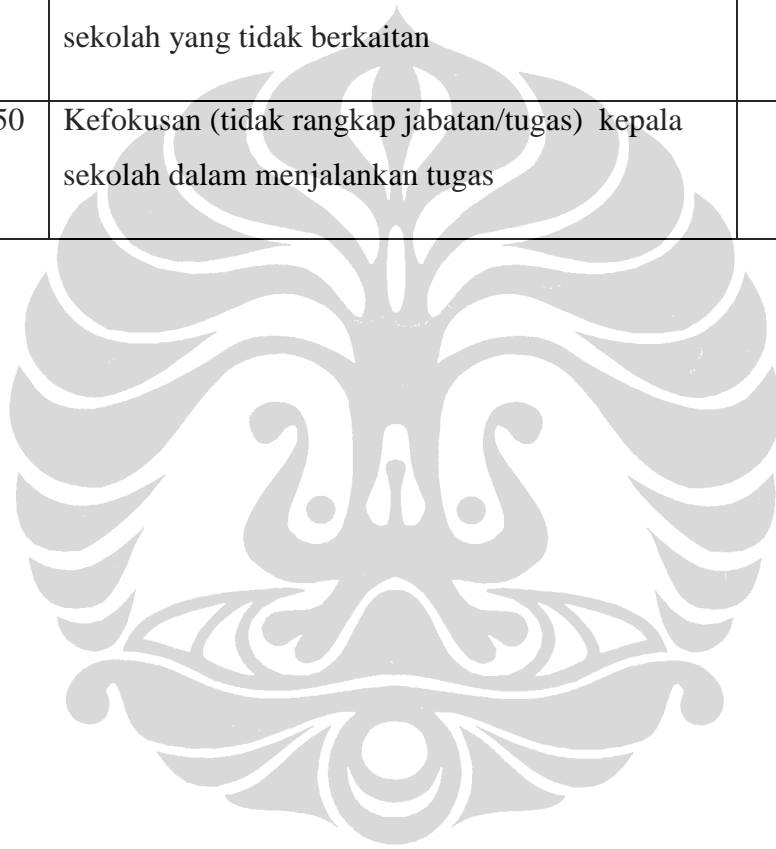 sekolah yang tidak berkaitan
50 Kefokusan (tidak rangkap jabatan/tugas) kepala
sekolah dalam menjalankan tugas